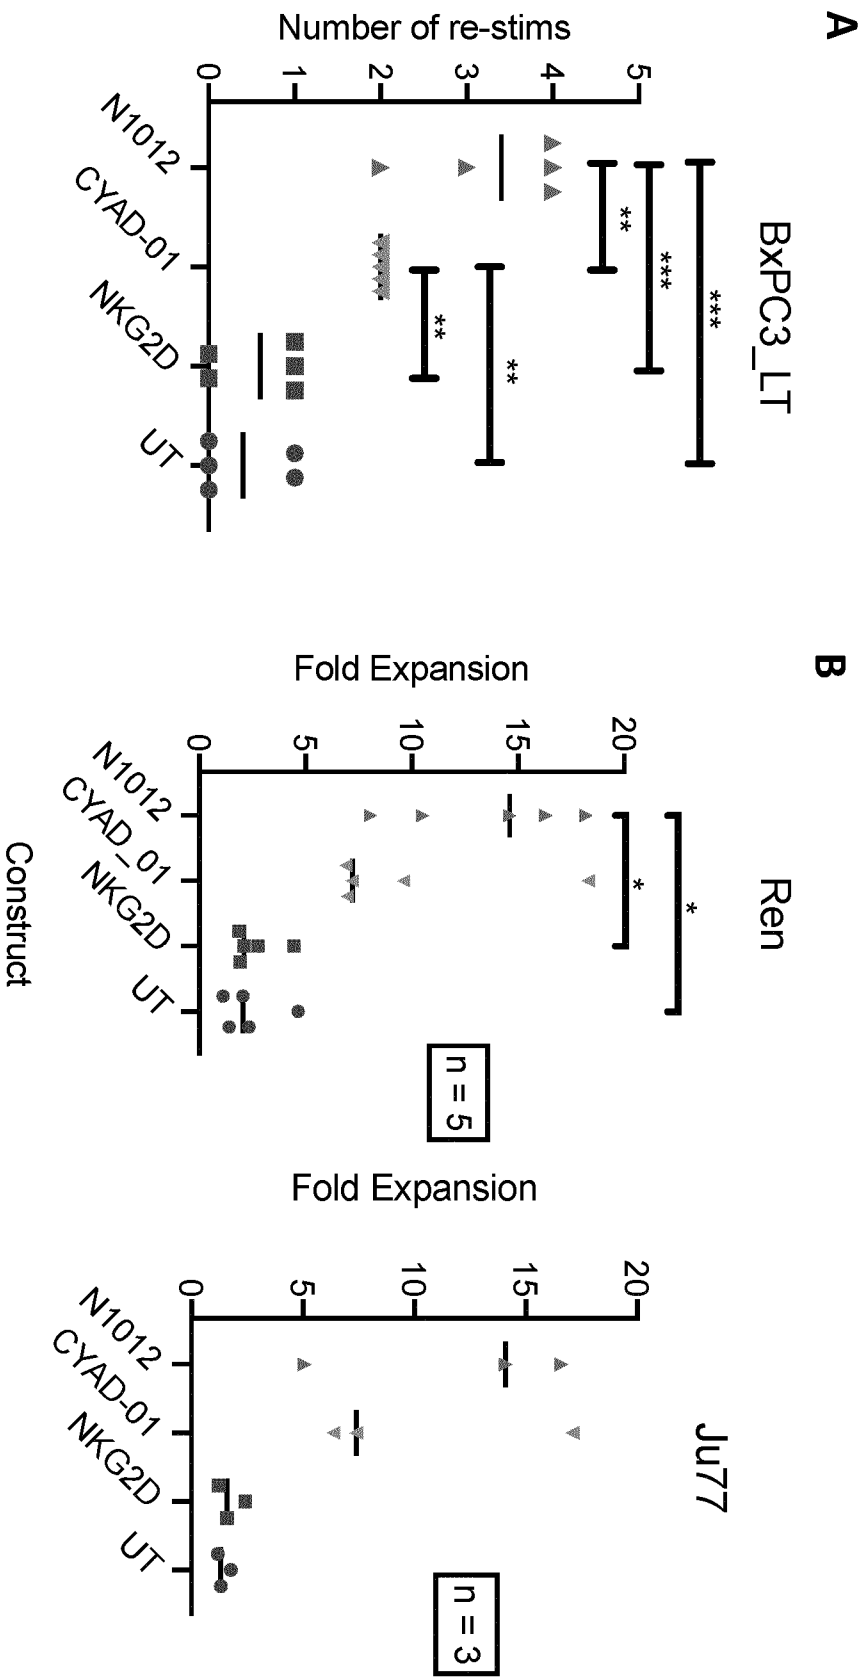 A
BxPC3_LT
Number of re-stims
5
4
3
2
1
0
***
***
**
**
**
N1012
CYAD-01
NKG2D
UT
B
Ren
Fold Expansion
20
15
10
5
0
*
*
n = 5
N1012
CYAD_01
NKG2D
UT
Construct
Ju77
Fold Expansion
20
15
10
5
0
n = 3
N1012
CYAD-01
NKG2D
UT